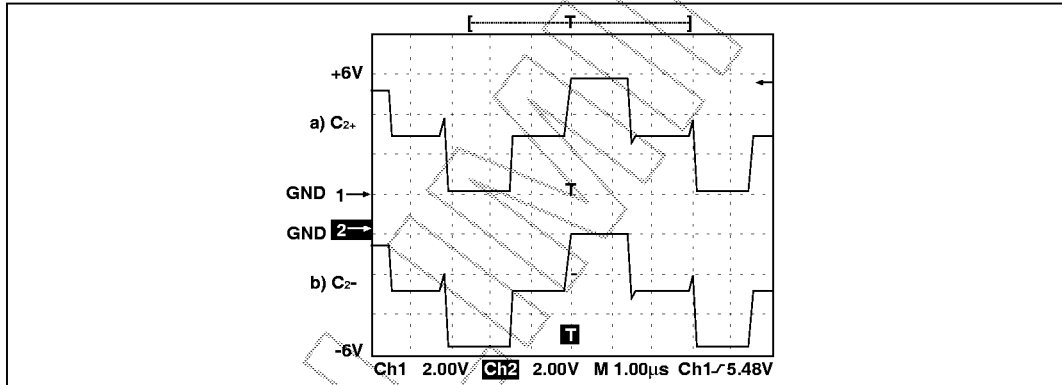 [ T ]
+6V
a) C2+
GND 1→
T
GND 2→
b) C2-
T
-6V
Ch1 2.00V Ch2 2.00V M 1.00µs Ch1 5.48V